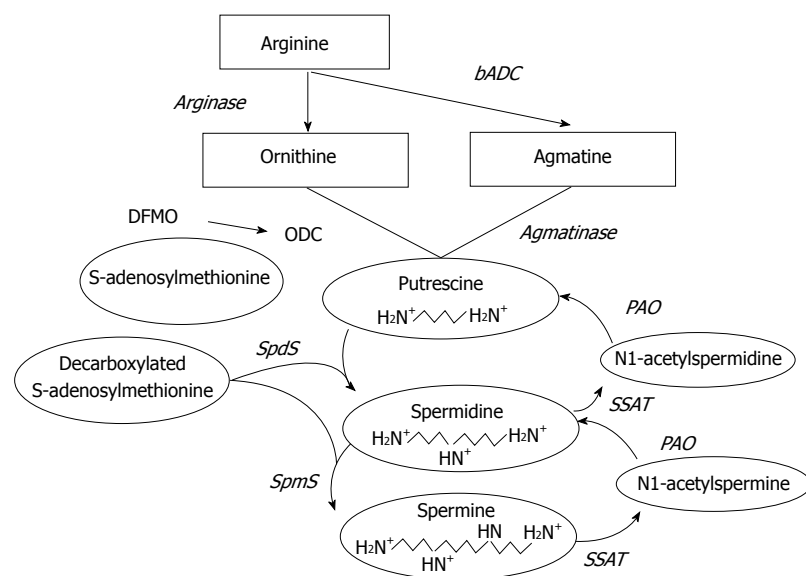 Arginine
bADC
Arginase
Ornithine
Agmatine
DFMO
ODC
Agmatinase
S-adenosylmethionine
Putrescine
H₂N⁺ H₂N⁺
PAO
N1-acetylspermidine
Decarboxylated
S-adenosylmethionine
SpdS
Spermidine
H₂N⁺ H₂N⁺
HN⁺
SSAT
PAO
N1-acetylspermine
SpmS
Spermine
HN H₂N⁺
H₂N⁺
HN⁺
SSAT